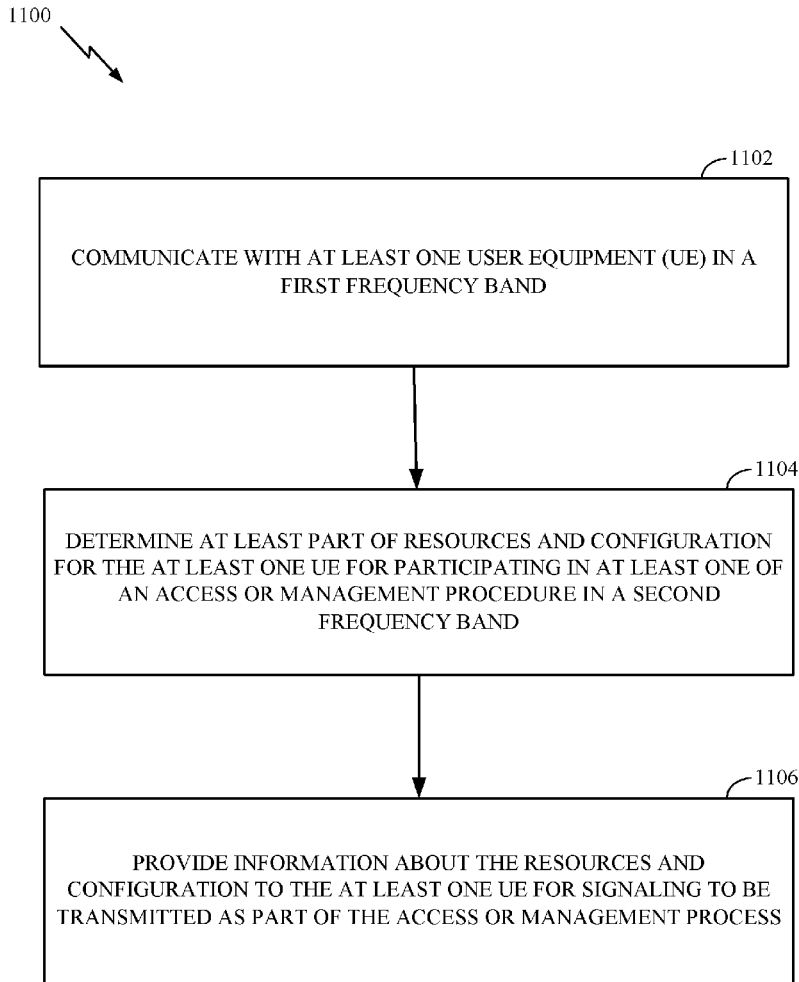 1100
1102
COMMUNICATE WITH AT LEAST ONE USER EQUIPMENT (UE) IN A
FIRST FREQUENCY BAND
1104
DETERMINE AT LEAST PART OF RESOURCES AND CONFIGURATION
FOR THE AT LEAST ONE UE FOR PARTICIPATING IN AT LEAST ONE OF
AN ACCESS OR MANAGEMENT PROCEDURE IN A SECOND
FREQUENCY BAND
1106
PROVIDE INFORMATION ABOUT THE RESOURCES AND
CONFIGURATION TO THE AT LEAST ONE UE FOR SIGNALING TO BE
TRANSMITTED AS PART OF THE ACCESS OR MANAGEMENT PROCESS